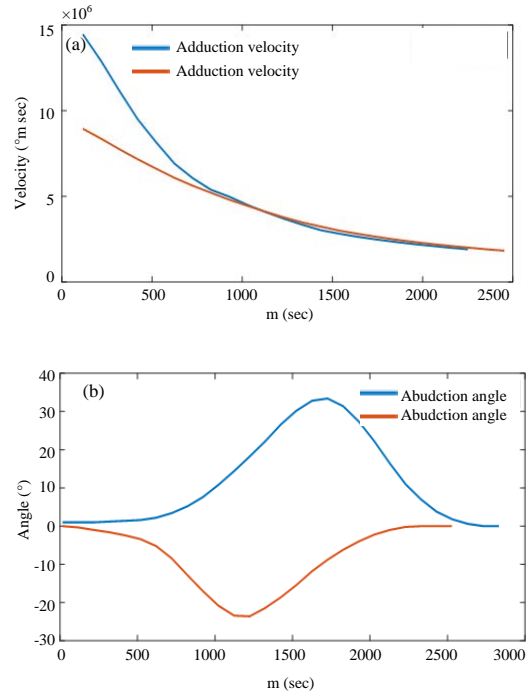 ×10⁶
15
(a)
Adduction velocity
Adduction velocity
10
Velocity (°m sec)
5
0
0 500 1000 1500 2000 2500
m (sec)
40
(b)
Abudction angle
Abudction angle
30
20
10
Angle (°)
0
-10
-20
-30
0 500 1000 1500 2000 2500 3000
m (sec)